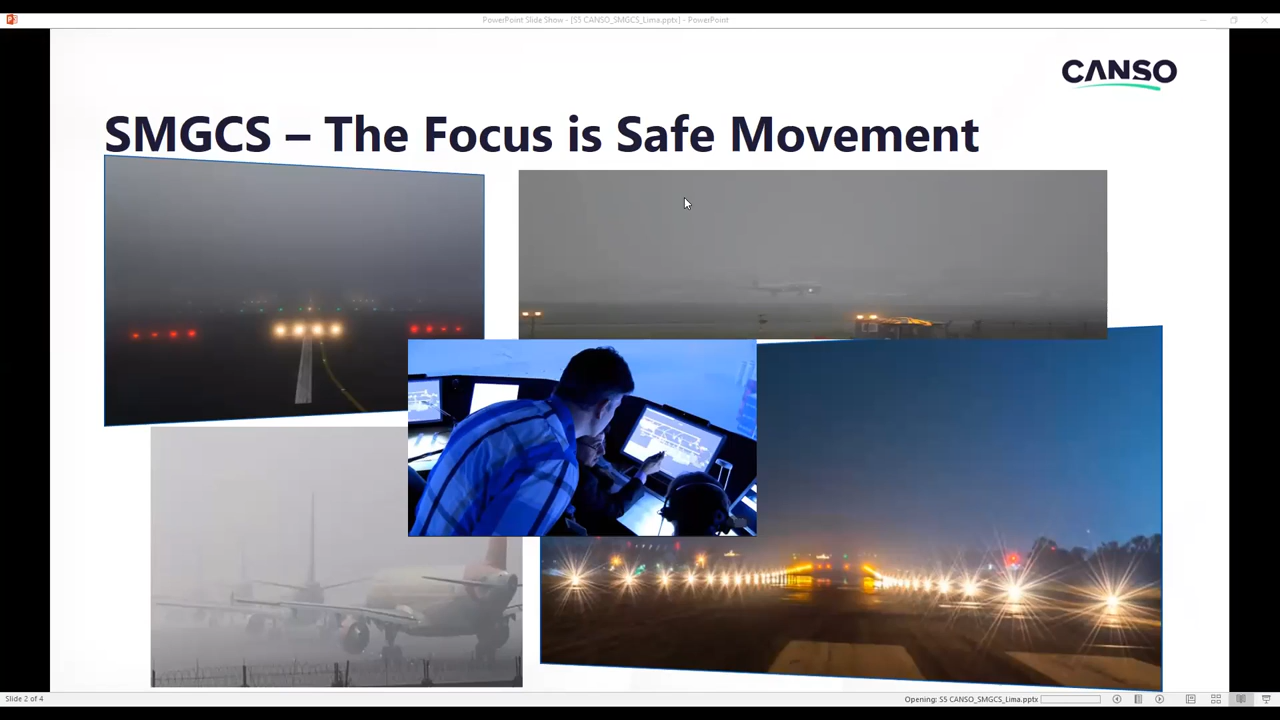 PowerPoint Slide Show - [S5 CANSO_SMGCS_Lima.pptx] - PowerPoint
CANSO
SMGCS – The Focus is Safe Movement
Slide 2 of 4
Opening: S5 CANSO_SMGCS_Lima.pptx